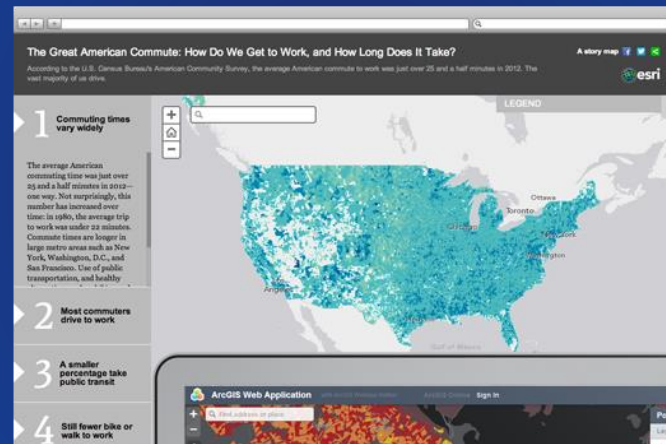 The Great American Commute: How Do We Get to Work, and How Long Does It Take?
A story map
According to the U.S. Census Bureau's American Community Survey, the average American commute to work was just over 25 and a half minutes in 2012. The
vast majority of us drive.
esri
LEGEND
1
Commuting times
vary widely
The average American
commuting time was just over
25 and a half minutes in 2012—
one way. Not surprisingly, this
number has increased over
time: in 1980, the average trip
to work was under 22 minutes.
Commute times are longer in
large metro areas such as New
York, Washington, D.C., and
San Francisco. Use of public
transportation, and healthy
2
Most commuters
drive to work
3
A smaller
percentage take
public transit
4
Still fewer bike or
walk to work
Ottawa
Toronto
Chicago
New York
Washington
Angeles
Gulf of Mexico
ArcGIS Web Application
ArcGIS Online
Sign In
Find address or place